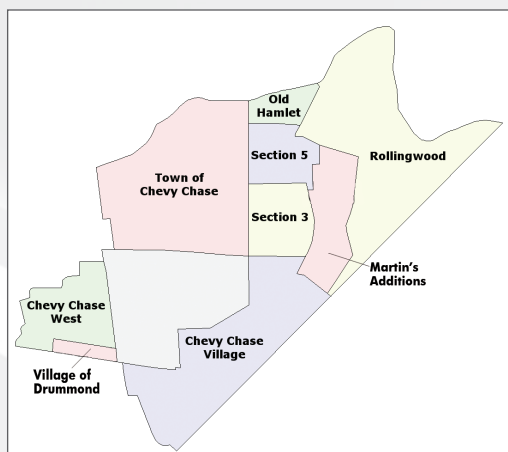 Old
Hamlet
Section 5
Rollingwood
Town of
Chevy Chase
Section 3
Martin's
Additions
Chevy Chase
West
Chevy Chase
Village
Village of
Drummond